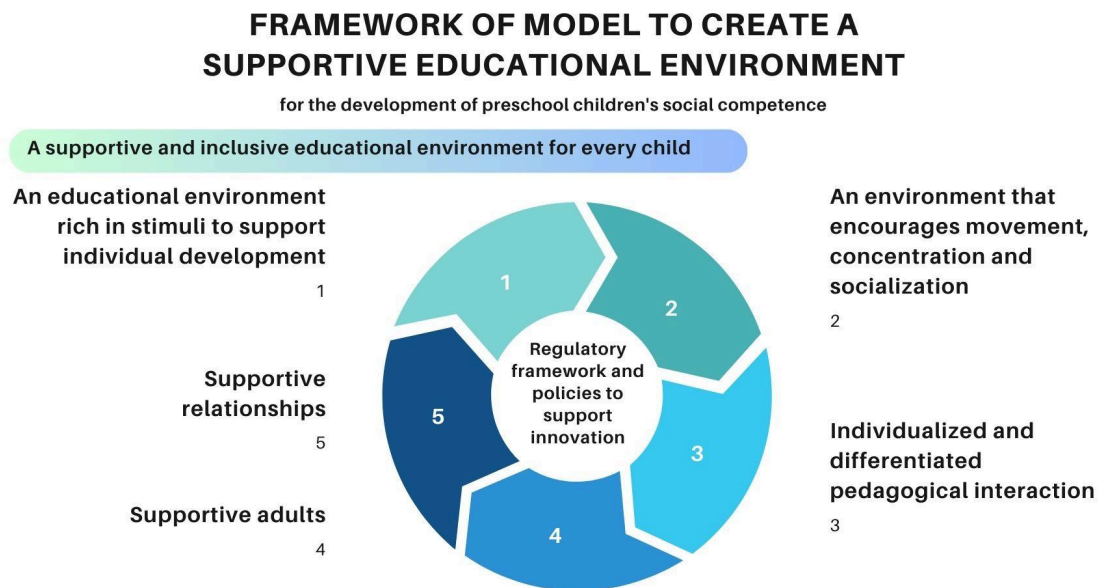 FRAMEWORK OF MODEL TO CREATE A
SUPPORTIVE EDUCATIONAL ENVIRONMENT
for the development of preschool children's social competence
A supportive and inclusive educational environment for every child
An educational environment
rich in stimuli to support
individual development
1
An environment that
encourages movement,
concentration and
socialization
2
Individualized and
differentiated
pedagogical interaction
3
Supportive adults
4
Supportive
relationships
5
1
2
3
4
5
Regulatory
framework and
policies to
support
innovation